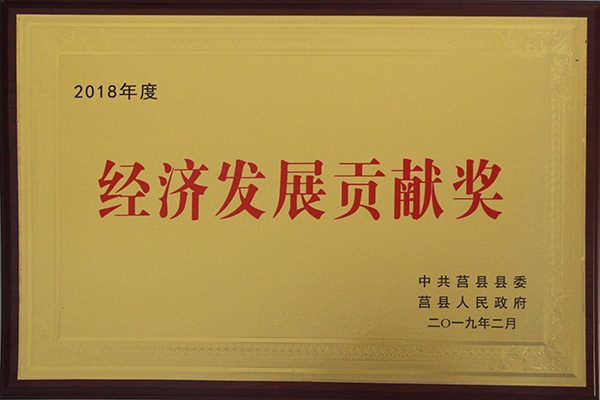 2018年度
经济发展贡献奖
中共莒县县委
莒县人民政府
二〇一九年二月